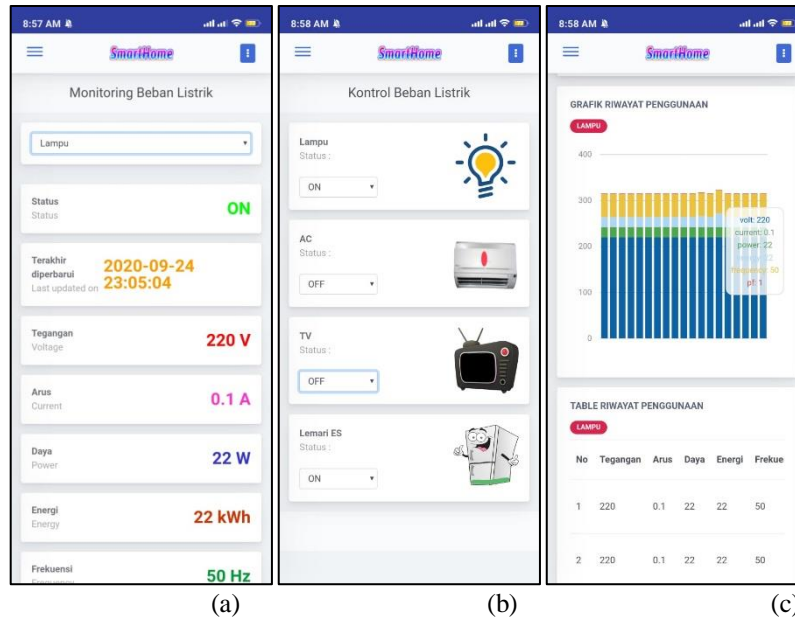 8:57 AM
SmartHome
Monitoring Beban Listrik
Lampu
Status
Status
ON
Terakhir
diperbarui
Last updated on
2020-09-24
23:05:04
Tegangan
Voltage
220 V
Arus
Current
0.1 A
Daya
Power
22 W
Energi
Energy
22 kWh
Frekuensi
Frequency
50 Hz
(a)
8:58 AM
SmartHome
Kontrol Beban Listrik
Lampu
Status :
ON
AC
Status :
OFF
TV
Status :
OFF
Lemari ES
Status :
ON
(b)
8:58 AM
SmartHome
GRAFIK RIWAYAT PENGGUNAAN
LAMPU
400
300
200
100
0
volt: 220
current: 0.1
power: 22
frequency: 50
pf: 1
TABLE RIWAYAT PENGGUNAAN
LAMPU
No Tegangan Arus Daya Energi Frekue
1 220 0.1 22 22 50
2 220 0.1 22 22 50
(c)